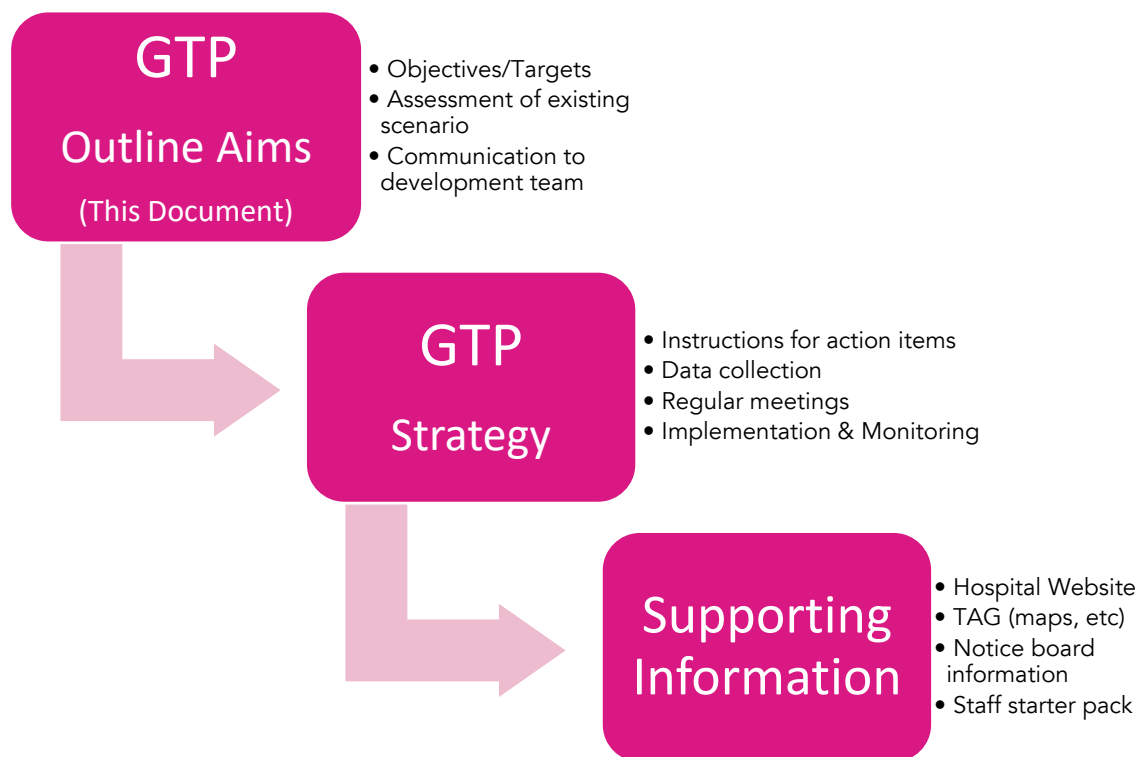 GTP
Outline Aims
(This Document)
• Objectives/Targets
• Assessment of existing
scenario
• Communication to
development team
GTP
Strategy
• Instructions for action items
• Data collection
• Regular meetings
• Implementation & Monitoring
Supporting
Information
• Hospital Website
• TAG (maps, etc)
• Notice board
information
• Staff starter pack